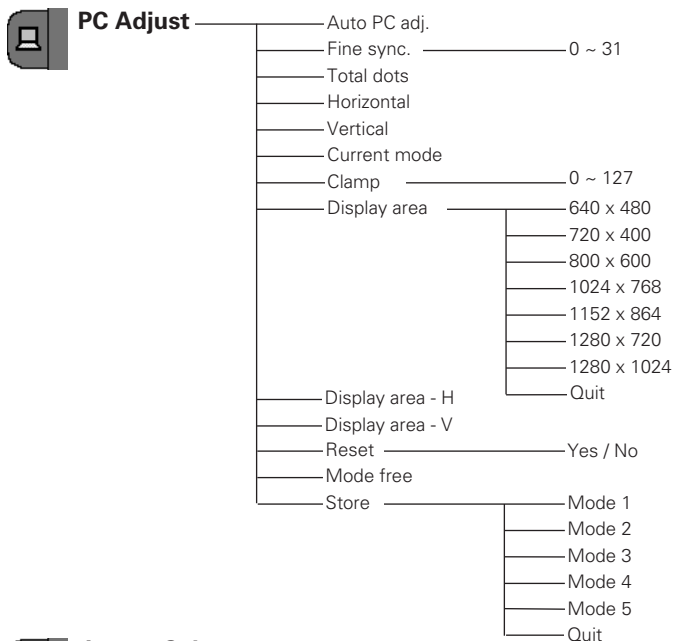 PC Adjust
Auto PC adj.
Fine sync. 0 ~ 31
Total dots
Horizontal
Vertical
Current mode
Clamp 0 ~ 127
Display area 640 x 480
720 x 400
800 x 600
1024 x 768
1152 x 864
1280 x 720
1280 x 1024
Quit
Display area - H
Display area - V
Reset Yes / No
Mode free
Store Mode 1
Mode 2
Mode 3
Mode 4
Mode 5
Quit